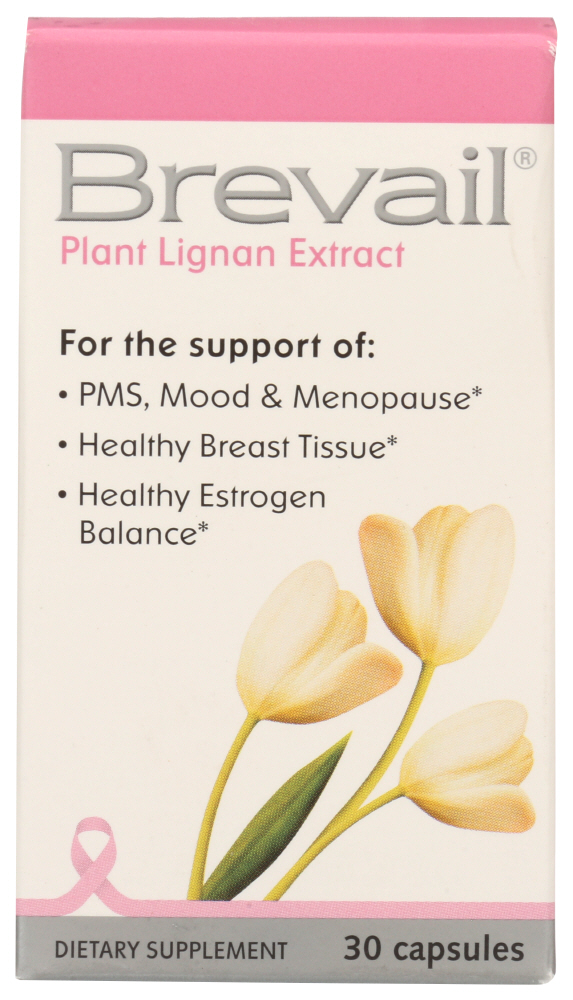 Brevail®
Plant Lignan Extract
For the support of:
• PMS, Mood & Menopause*
• Healthy Breast Tissue*
• Healthy Estrogen
Balance*
DIETARY SUPPLEMENT 30 capsules